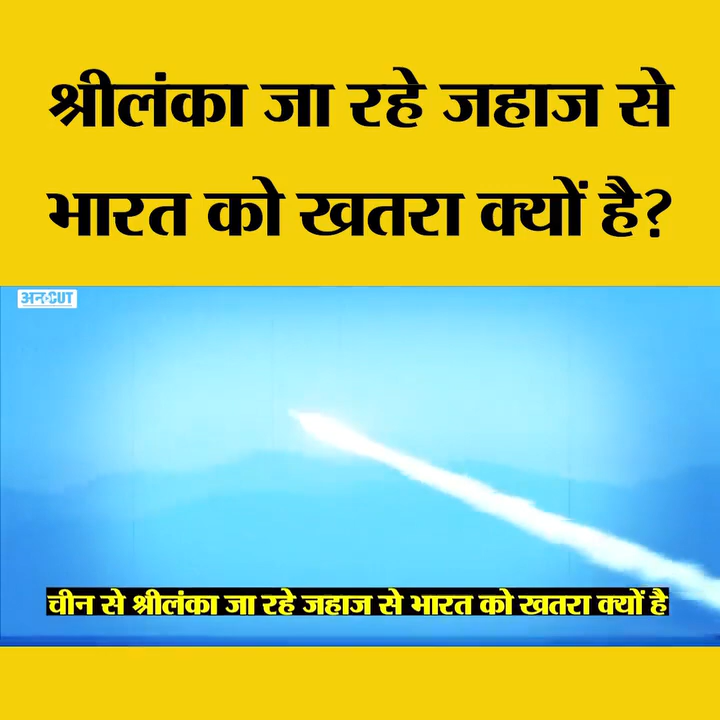 श्रीलंका जा रहे जहाज से
भारत को खतरा क्यों है?
अनCUT
चीन से श्रीलंका जा रहे जहाज से भारत को खतरा क्यों है